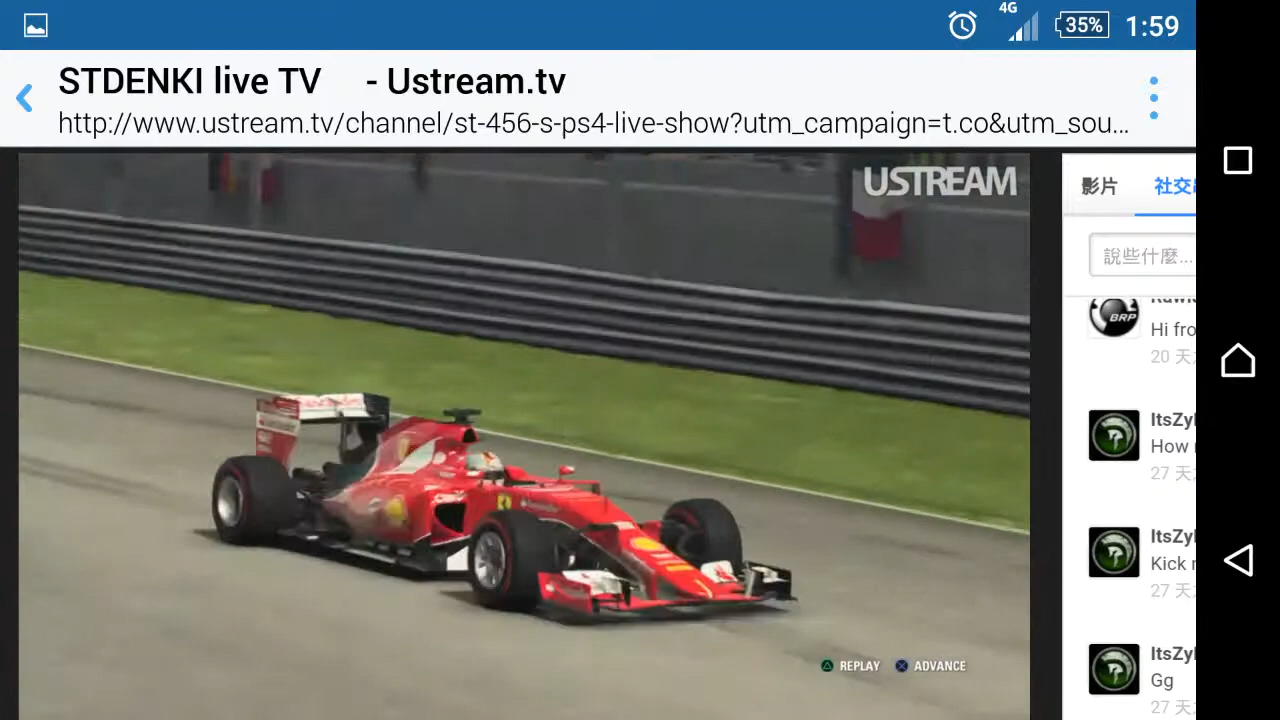 4G
35%
1:59
STDENKI live TV - Ustream.tv
http://www.ustream.tv/channel/st-456-s-ps4-live-show?utm_campaign=t.co&utm_sou...
USTREAM
影片
社交
說些什麼...
BRP
Hi fro
20 天
ItsZyl
How
27 天
ItsZyl
Kick
27 天
ItsZyl
Gg
27 天
REPLAY
ADVANCE